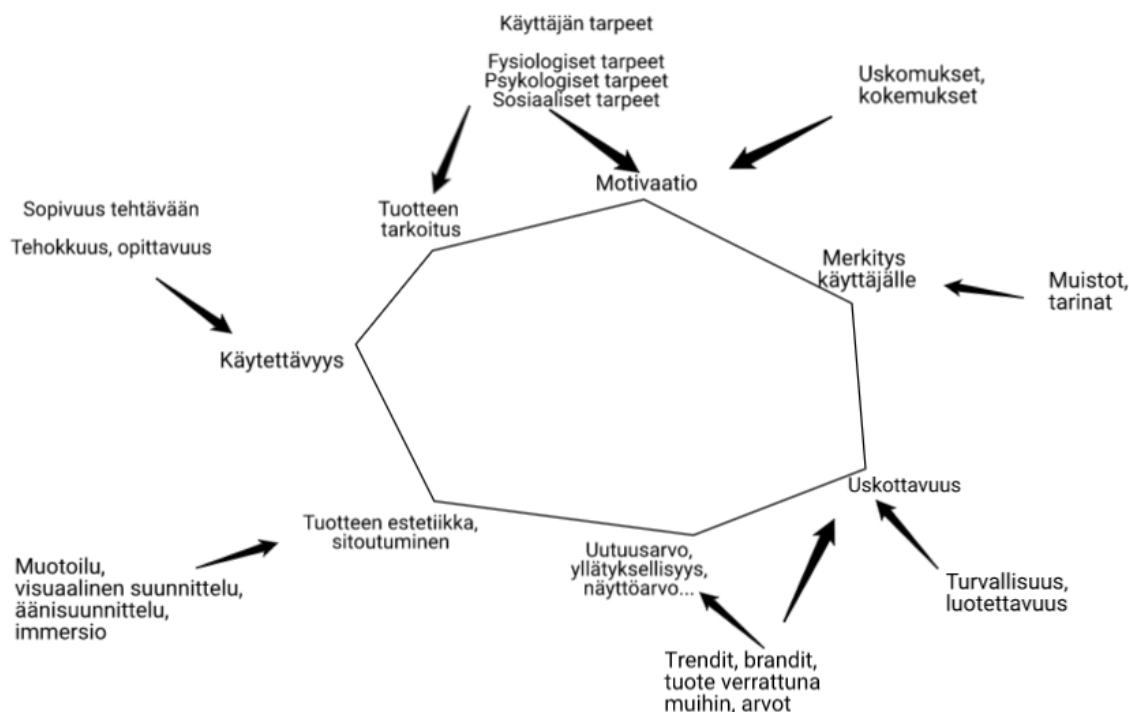 Käyttäjän tarpeet
Fysiologiset tarpeet
Psykologiset tarpeet
Sosiaaliset tarpeet
Uskomukset,
kokemukset
Motivaatio
Sopivuus tehtävään
Tehokkuus, opittavuus
Tuotteen
tarkoitus
Merkitys
käyttäjälle
Muistot,
tarinat
Käytettävyys
Uskottavuus
Tuotteen estetiikka,
sitoutuminen
Uutuusarvo,
yllätyksellisyys,
näyttöarvo...
Muotoilu,
visuaalinen suunnittelu,
äänisuunnittelu,
immersio
Turvallisuus,
luotettavuus
Trendit, brandit,
tuote verrattuna
muihin, arvot